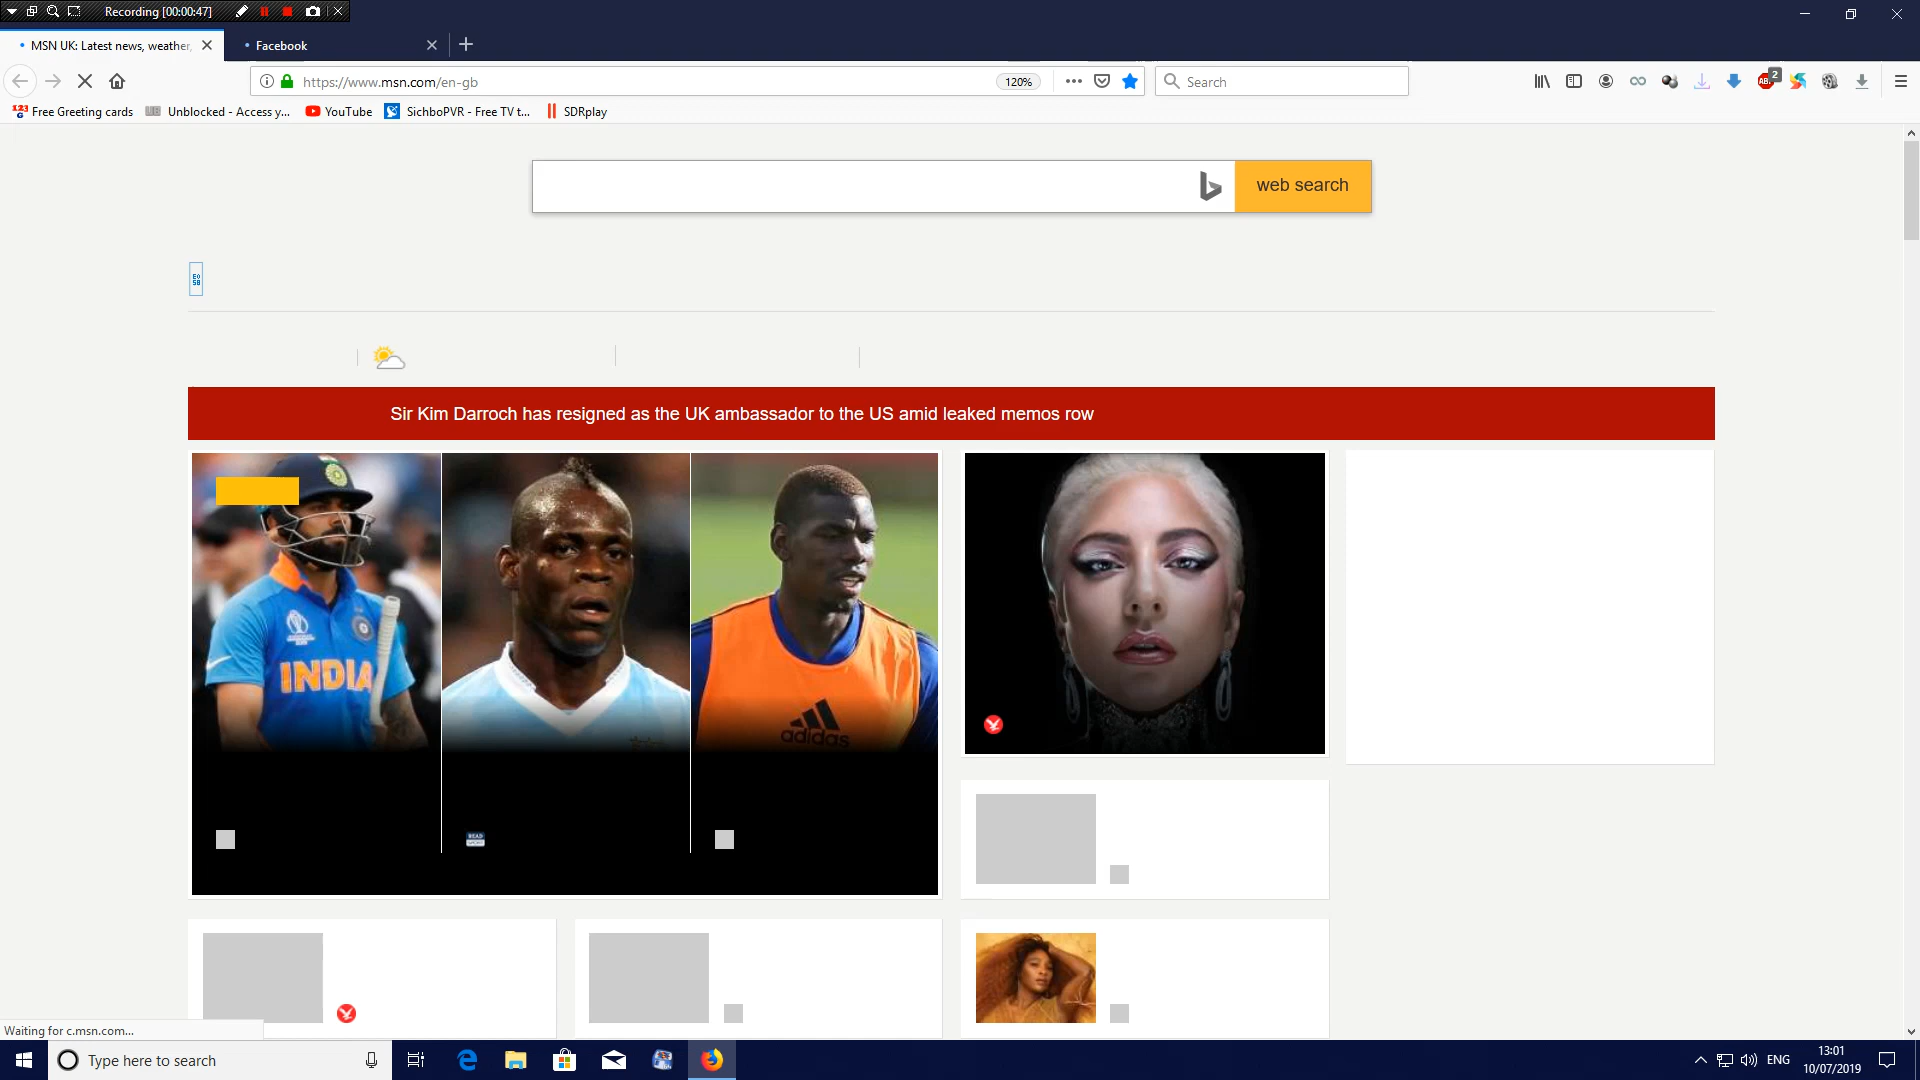 Recording [00:00:47]
MSN UK: Latest news, weather,
Facebook
https://www.msn.com/en-gb
120%
Search
2
Free Greeting cards
Unblocked - Access y...
YouTube
SichboPVR - Free TV t...
SDRplay
web search
Sir Kim Darroch has resigned as the UK ambassador to the US amid leaked memos row
INDIA
adidas
Waiting for c.msn.com...
Type here to search
ENG
13:01
10/07/2019